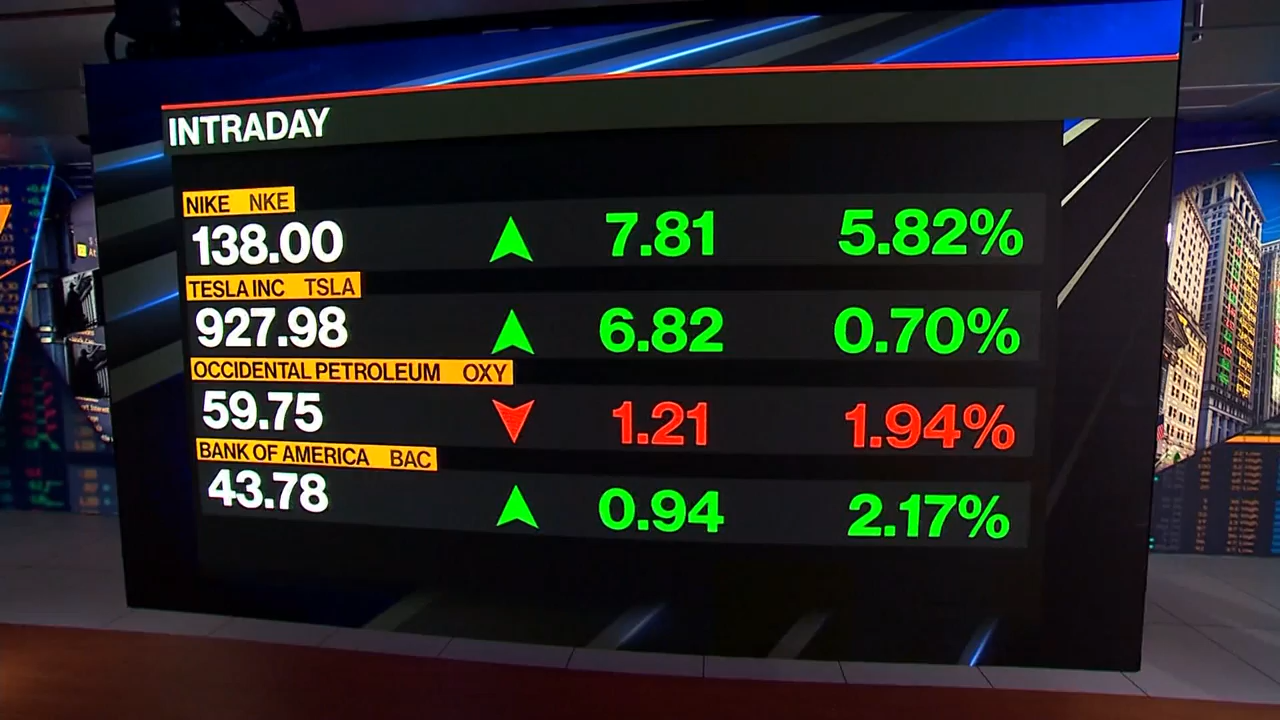 INTRADAY
NIKE NKE
138.00 ▲ 7.81 5.82%
TESLA INC TSLA
927.98 ▲ 6.82 0.70%
OCCIDENTAL PETROLEUM OXY
59.75 ▼ 1.21 1.94%
BANK OF AMERICA BAC
43.78 ▲ 0.94 2.17%